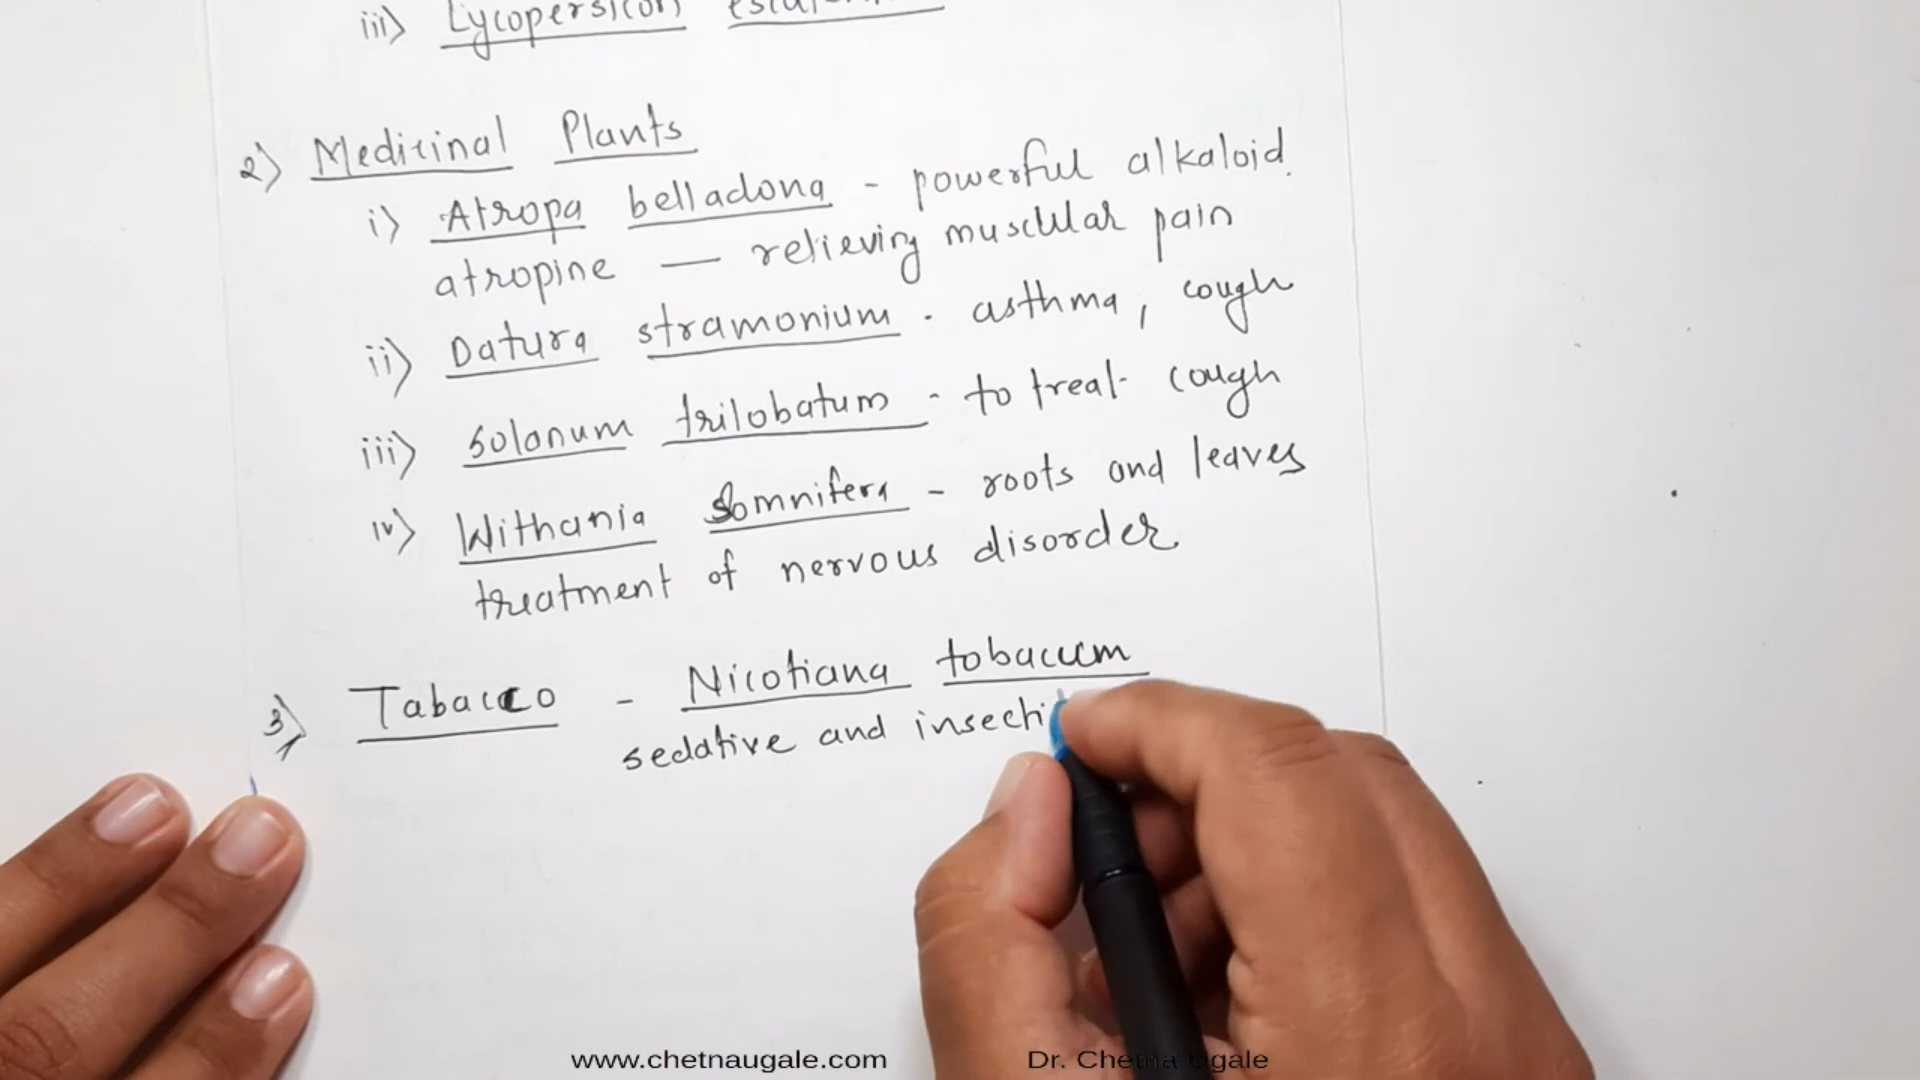 iii) Lycopersicon
2) Medicinal Plants
i) Atropa belladona - powerful alkaloid.
atropine — relieving muscular pain
ii) Datura stramonium - asthma, cough
iii) Solanum trilobatum - to treat cough
iv) Withania Somnifera - roots and leaves
treatment of nervous disorder
3) Tabacco - Nicotiana tobaccum
sedative and insecti
www.chetnaugale.com Dr. Chetna Ugale